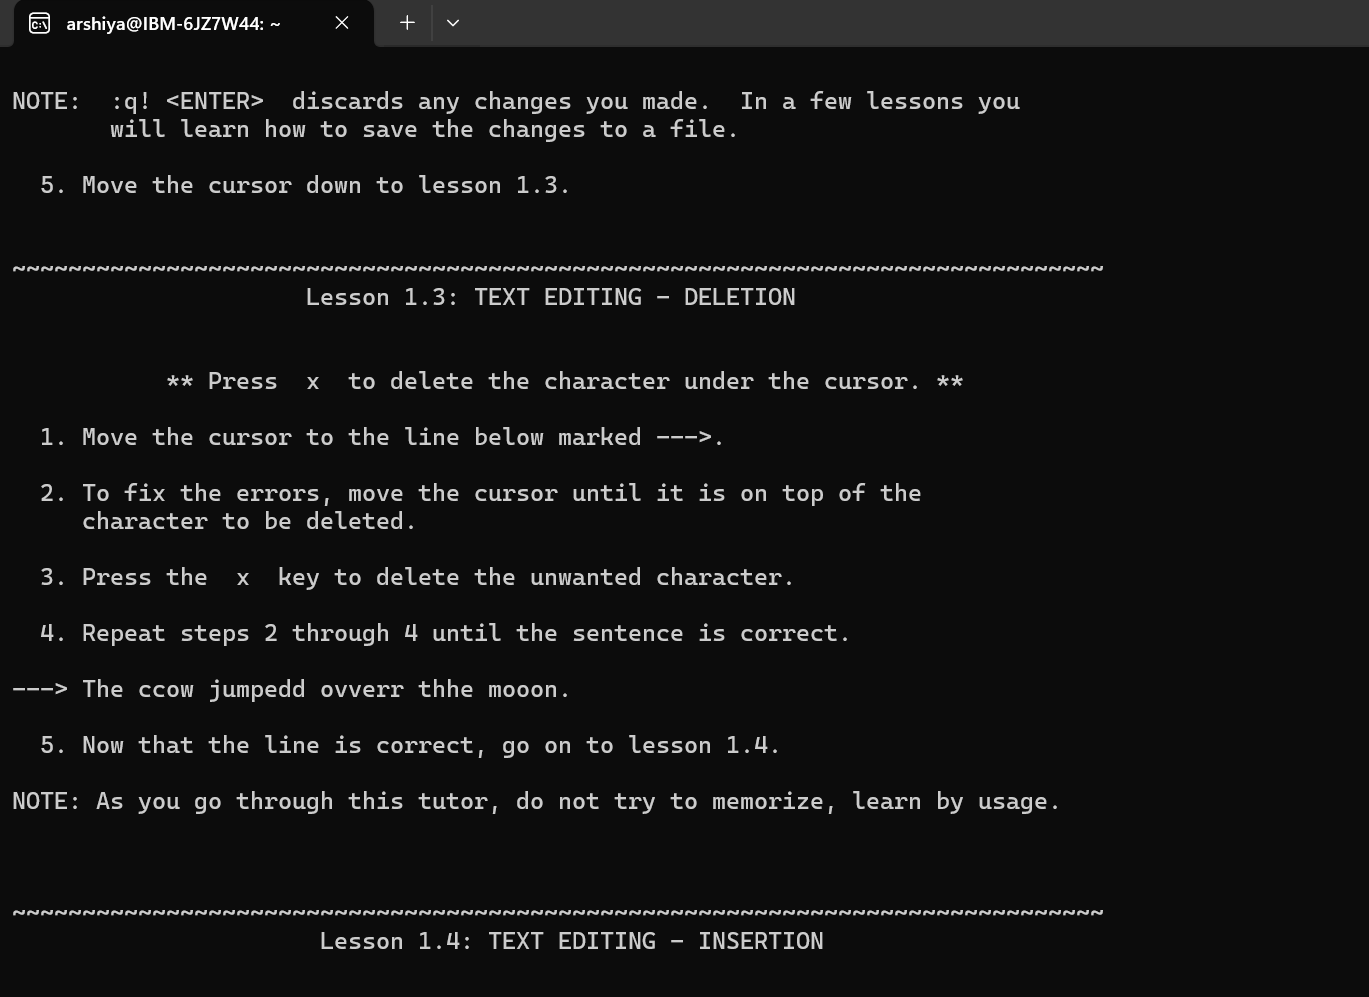 arshiya@IBM-6JZ7W44: ~
NOTE:  :q! <ENTER>  discards any changes you made.  In a few lessons you
       will learn how to save the changes to a file.
  5. Move the cursor down to lesson 1.3.
~~~~~~~~~~~~~~~~~~~~~~~~~~~~~~~~~~~~~~~~~~~~~~~~~~~~~~~~~~~~~~~~~~~~~~~~~~~~~~
                     Lesson 1.3: TEXT EDITING - DELETION
           ** Press  x  to delete the character under the cursor. **
  1. Move the cursor to the line below marked --->.
  2. To fix the errors, move the cursor until it is on top of the
     character to be deleted.
  3. Press the  x  key to delete the unwanted character.
  4. Repeat steps 2 through 4 until the sentence is correct.
---> The ccow jumpedd ovverr thhe mooon.
  5. Now that the line is correct, go on to lesson 1.4.
NOTE: As you go through this tutor, do not try to memorize, learn by usage.
~~~~~~~~~~~~~~~~~~~~~~~~~~~~~~~~~~~~~~~~~~~~~~~~~~~~~~~~~~~~~~~~~~~~~~~~~~~~~~
                      Lesson 1.4: TEXT EDITING - INSERTION